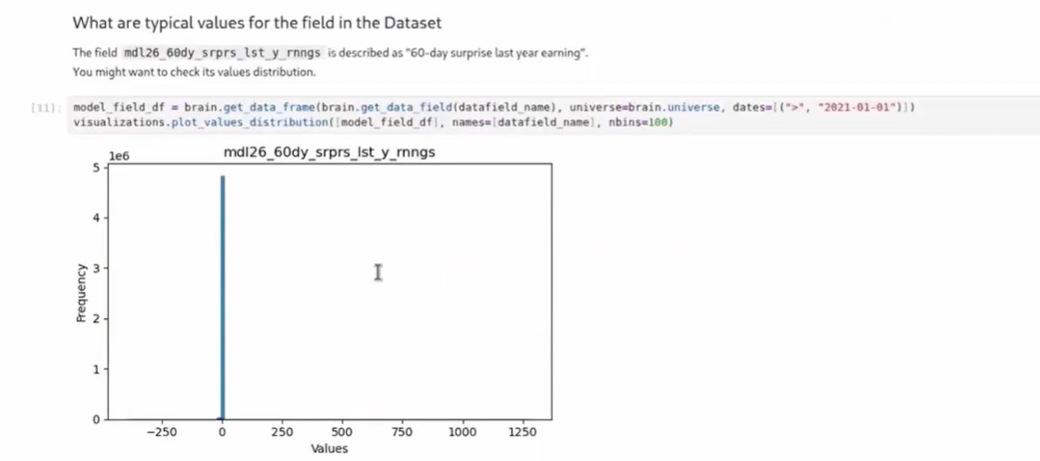 What are typical values for the field in the Dataset
The field mdl26_60dy_srprs_lst_y_rnngs is described as "60-day surprise last year earning".
You might want to check its values distribution.
[11]: model_field_df = brain.get_data_frame(brain.get_data_field(datafield_name), universe=brain.universe, dates=[(">", "2021-01-01")])
visualizations.plot_values_distribution([model_field_df], names=[datafield_name], nbins=100)
1e6
mdl26_60dy_srprs_lst_y_rnngs
5
4
3
2
1
0
Frequency
−250 0 250 500 750 1000 1250
Values